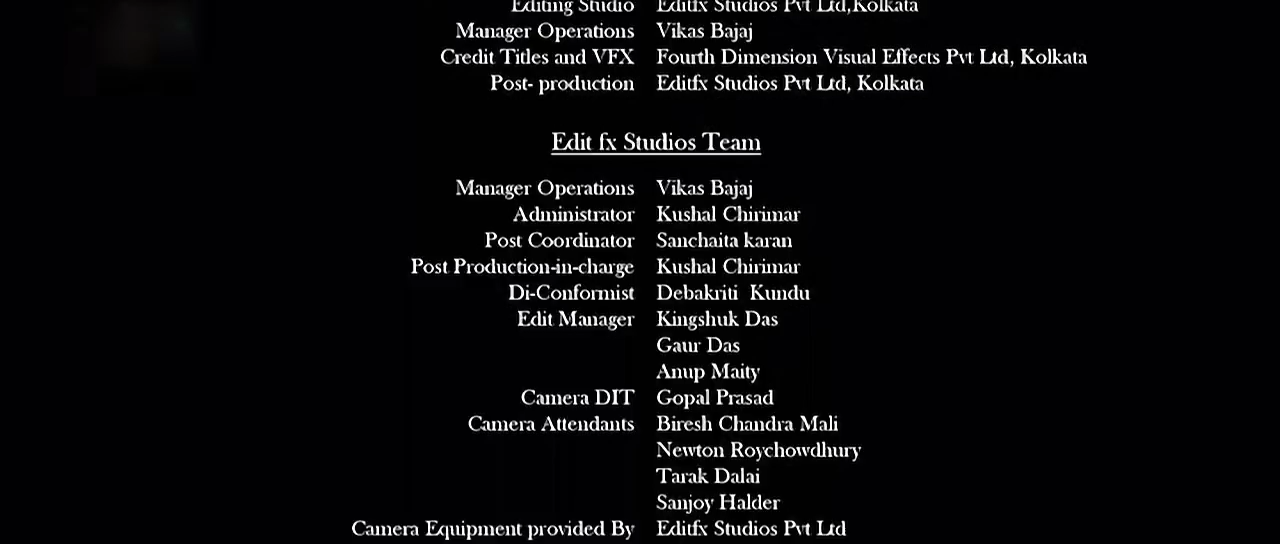 Editing Studio Editfx Studios Pvt Ltd,Kolkata
Manager Operations Vikas Bajaj
Credit Titles and VFX Fourth Dimension Visual Effects Pvt Ltd, Kolkata
Post- production Editfx Studios Pvt Ltd, Kolkata
Edit fx Studios Team
Manager Operations Vikas Bajaj
Administrator Kushal Chirimar
Post Coordinator Sanchaita karan
Post Production-in-charge Kushal Chirimar
Di-Conformist Debakriti Kundu
Edit Manager Kingshuk Das
Gaur Das
Anup Maity
Camera DIT Gopal Prasad
Camera Attendants Biresh Chandra Mali
Newton Roychowdhury
Tarak Dalai
Sanjoy Halder
Camera Equipment provided By Editfx Studios Pvt Ltd